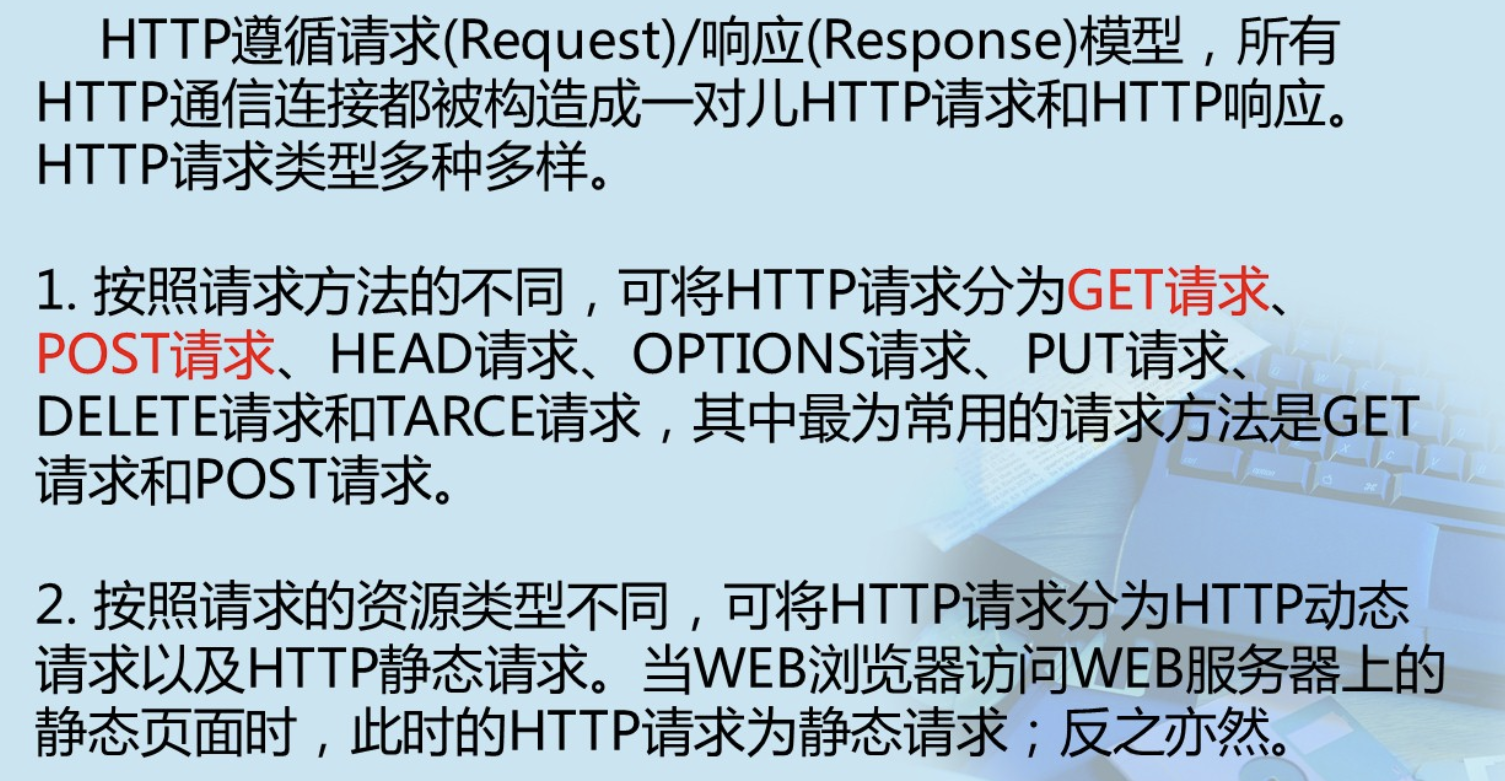 HTTP遵循请求(Request)/响应(Response)模型，所有
HTTP通信连接都被构造成一对儿HTTP请求和HTTP响应。
HTTP请求类型多种多样。
1. 按照请求方法的不同，可将HTTP请求分为GET请求、
POST请求、HEAD请求、OPTIONS请求、PUT请求、
DELETE请求和TARCE请求，其中最为常用的请求方法是GET
请求和POST请求。
2. 按照请求的资源类型不同，可将HTTP请求分为HTTP动态
请求以及HTTP静态请求。当WEB浏览器访问WEB服务器上的
静态页面时，此时的HTTP请求为静态请求；反之亦然。